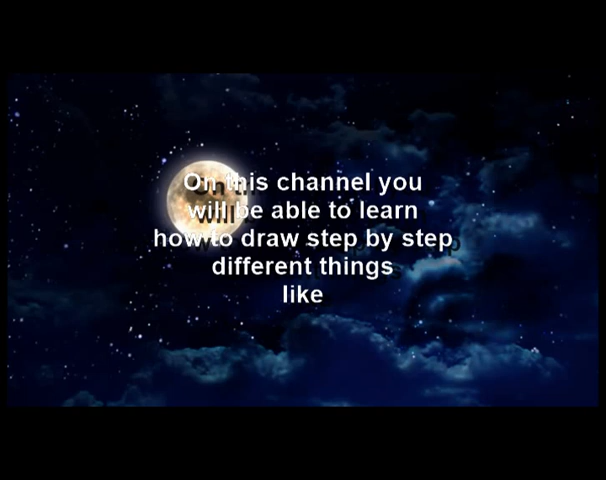 On this channel you
will be able to learn
how to draw step by step
different things
like